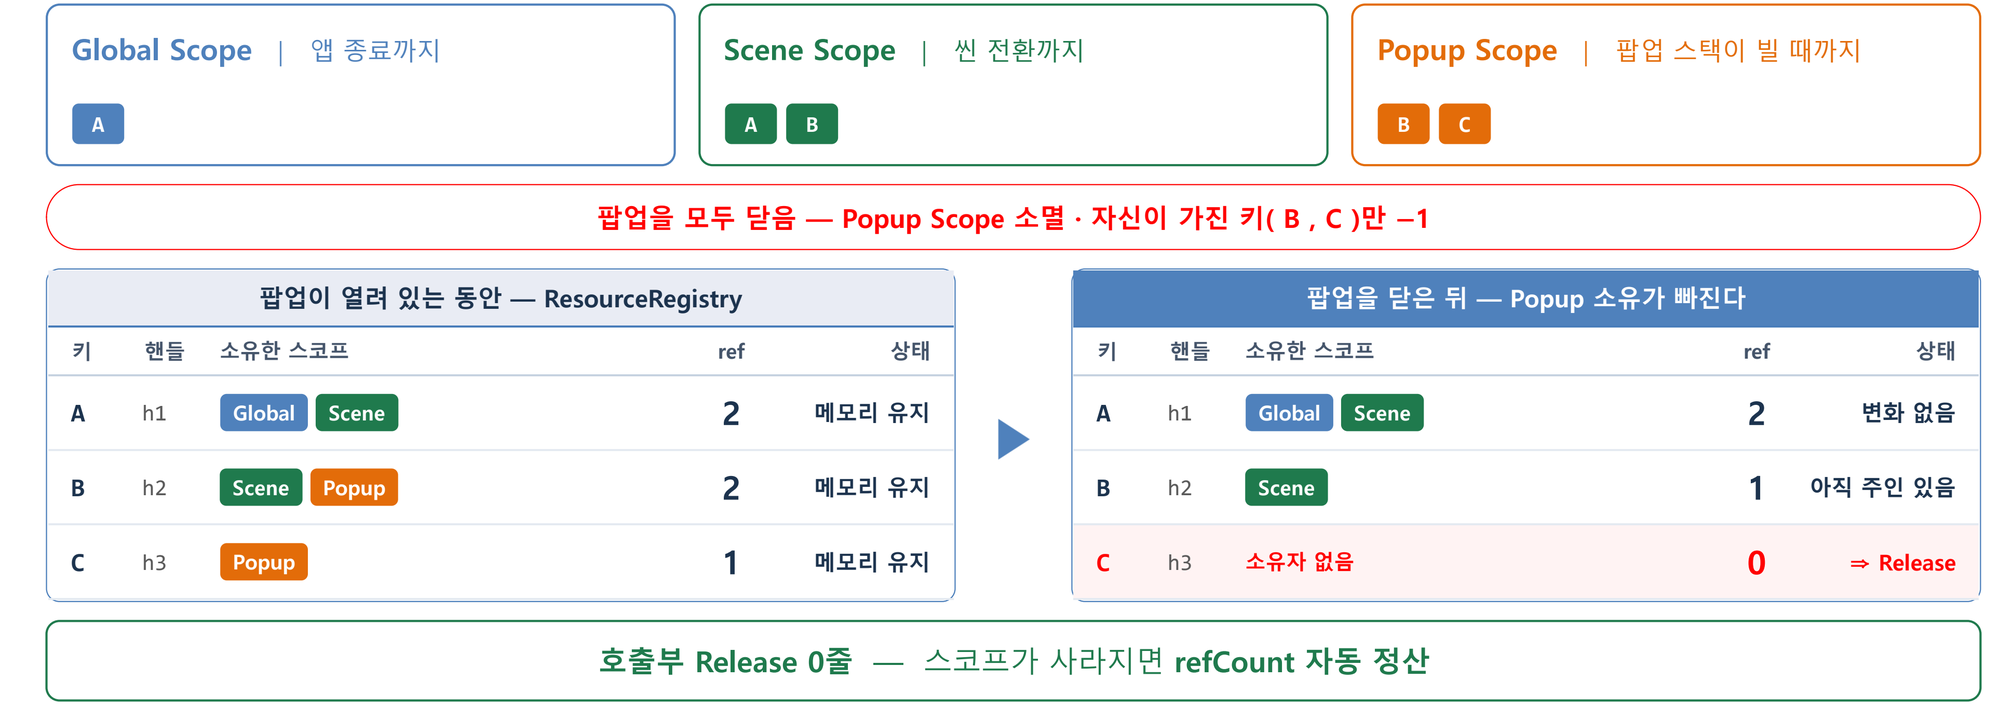 Global Scope | 앱 종료까지
A
Scene Scope | 씬 전환까지
A B
Popup Scope | 팝업 스택이 빌 때까지
B C
팝업을 모두 닫음 — Popup Scope 소멸 · 자신이 가진 키( B , C )만 −1
팝업이 열려 있는 동안 — ResourceRegistry
키 핸들 소유한 스코프 ref 상태
A h1 Global Scene 2 메모리 유지
B h2 Scene Popup 2 메모리 유지
C h3 Popup 1 메모리 유지
팝업을 닫은 뒤 — Popup 소유가 빠진다
키 핸들 소유한 스코프 ref 상태
A h1 Global Scene 2 변화 없음
B h2 Scene 1 아직 주인 있음
C h3 소유자 없음 0 ⇒ Release
호출부 Release 0줄 — 스코프가 사라지면 refCount 자동 정산